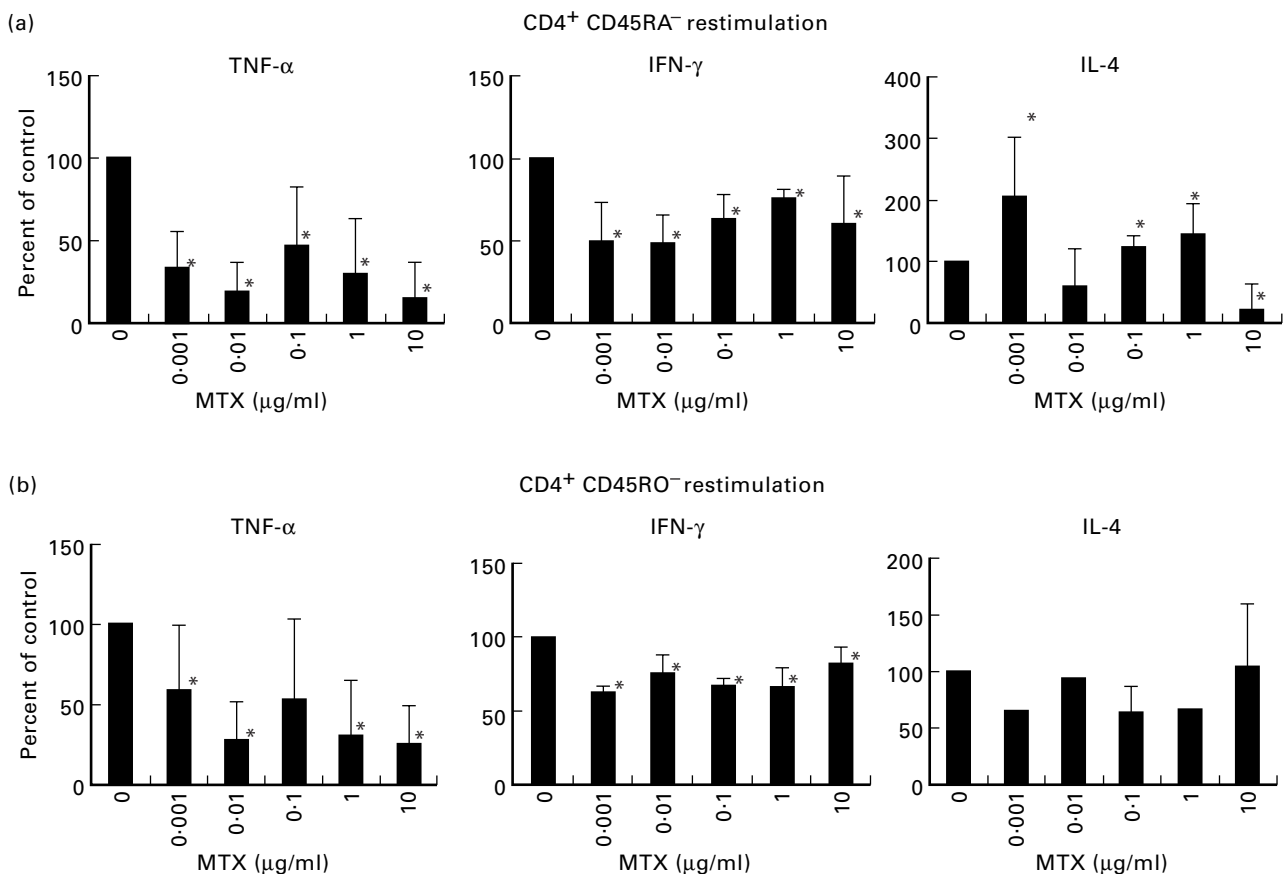 (a)
CD4+ CD45RA− restimulation
TNF-α
IFN-γ
IL-4
Percent of control
150
100
50
0
150
100
50
0
400
300
200
100
0
* * * * *
* * * * *
* * * *
0 0·001 0·01 0·1 1 10
0 0·001 0·01 0·1 1 10
0 0·001 0·01 0·1 1 10
MTX (μg/ml)
MTX (μg/ml)
MTX (μg/ml)
(b)
CD4+ CD45RO− restimulation
TNF-α
IFN-γ
IL-4
Percent of control
150
100
50
0
150
100
50
0
200
150
100
50
0
* * * *
* * * * *
0 0·001 0·01 0·1 1 10
0 0·001 0·01 0·1 1 10
0 0·001 0·01 0·1 1 10
MTX (μg/ml)
MTX (μg/ml)
MTX (μg/ml)